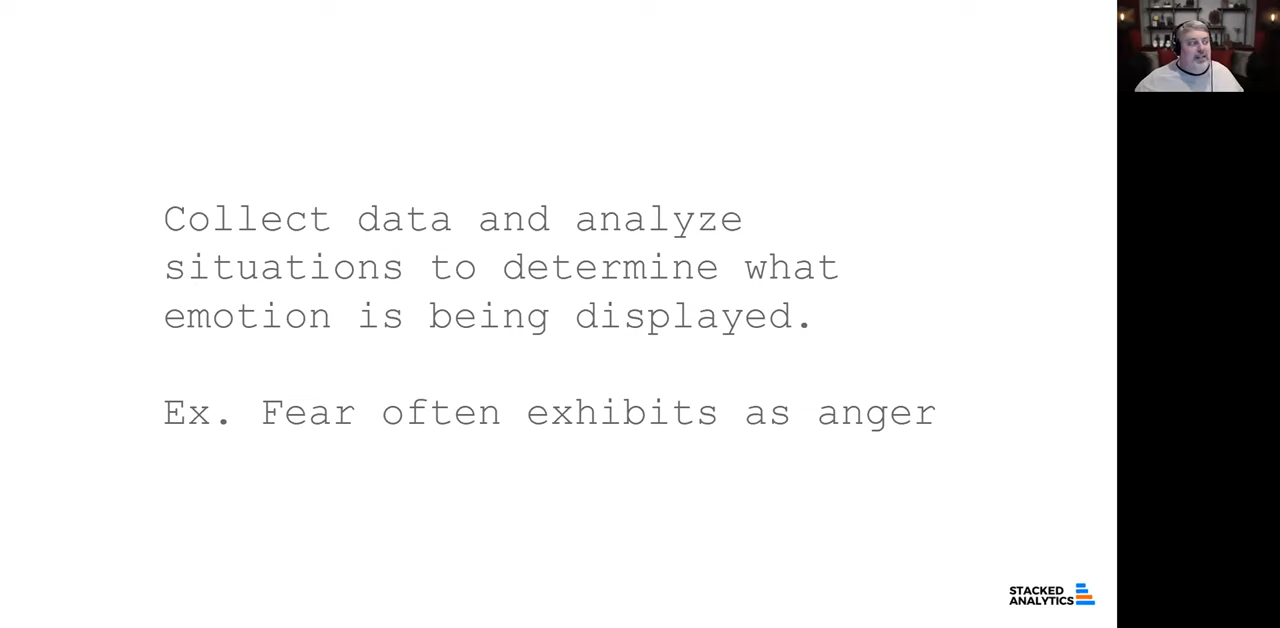 Collect data and analyze
situations to determine what
emotion is being displayed.
Ex. Fear often exhibits as anger
STACKED
ANALYTICS